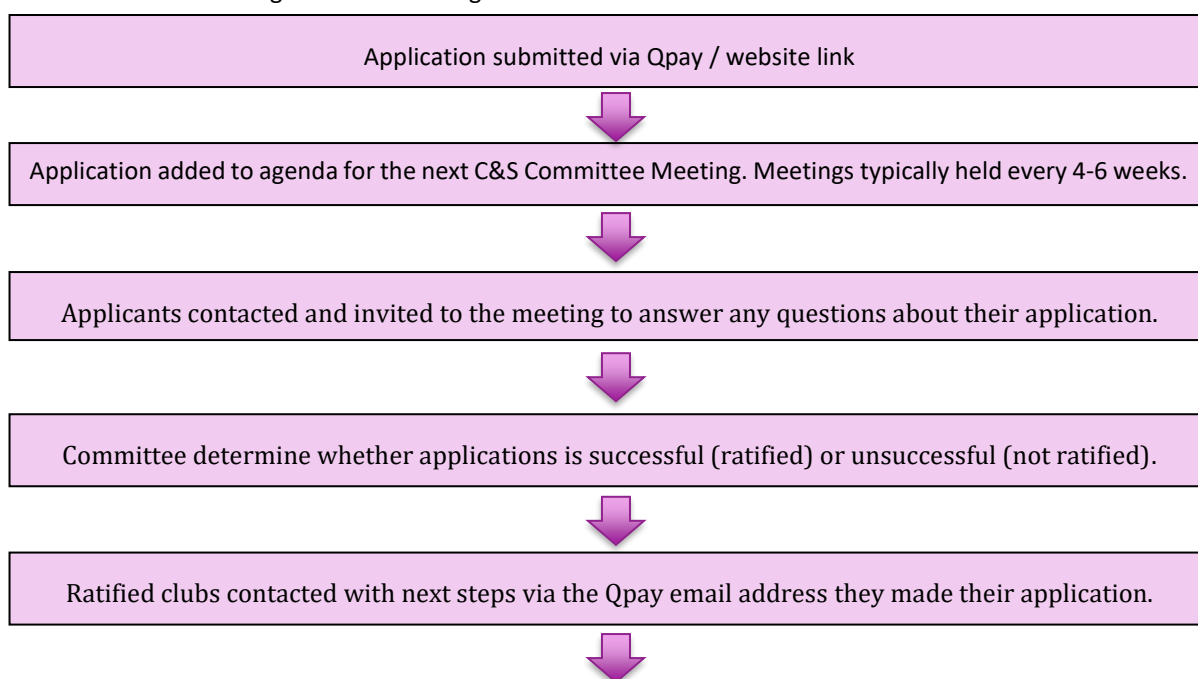 Application submitted via Qpay / website link
Application added to agenda for the next C&S Committee Meeting. Meetings typically held every 4-6 weeks.
Applicants contacted and invited to the meeting to answer any questions about their application.
Committee determine whether applications is successful (ratified) or unsuccessful (not ratified).
Ratified clubs contacted with next steps via the Qpay email address they made their application.